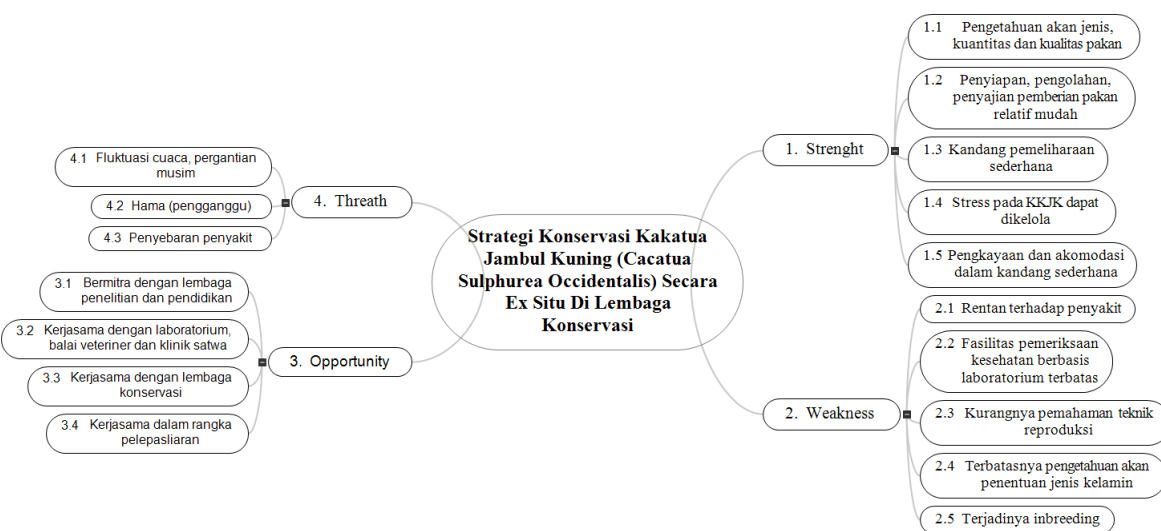 Strategi Konservasi Kakatua
Jambul Kuning (Cacatua
Sulphurea Occidentalis) Secara
Ex Situ Di Lembaga
Konservasi
1. Strenght
1.1 Pengetahuan akan jenis,
kuantitas dan kualitas pakan
1.2 Penyiapan, pengolahan,
penyajian pemberian pakan
relatif mudah
1.3 Kandang pemeliharaan
sederhana
1.4 Stress pada KKJK dapat
dikelola
1.5 Pengkayaan dan akomodasi
dalam kandang sederhana
2. Weakness
2.1 Rentan terhadap penyakit
2.2 Fasilitas pemeriksaan
kesehatan berbasis
laboratorium terbatas
2.3 Kurangnya pemahaman teknik
reproduksi
2.4 Terbatasnya pengetahuan akan
penentuan jenis kelamin
2.5 Terjadinya inbreeding
3. Opportunity
3.1 Bermitra dengan lembaga
penelitian dan pendidikan
3.2 Kerjasama dengan laboratorium,
balai veteriner dan klinik satwa
3.3 Kerjasama dengan lembaga
konservasi
3.4 Kerjasama dalam rangka
pelepasliaran
4. Threath
4.1 Fluktuasi cuaca, pergantian
musim
4.2 Hama (pengganggu)
4.3 Penyebaran penyakit